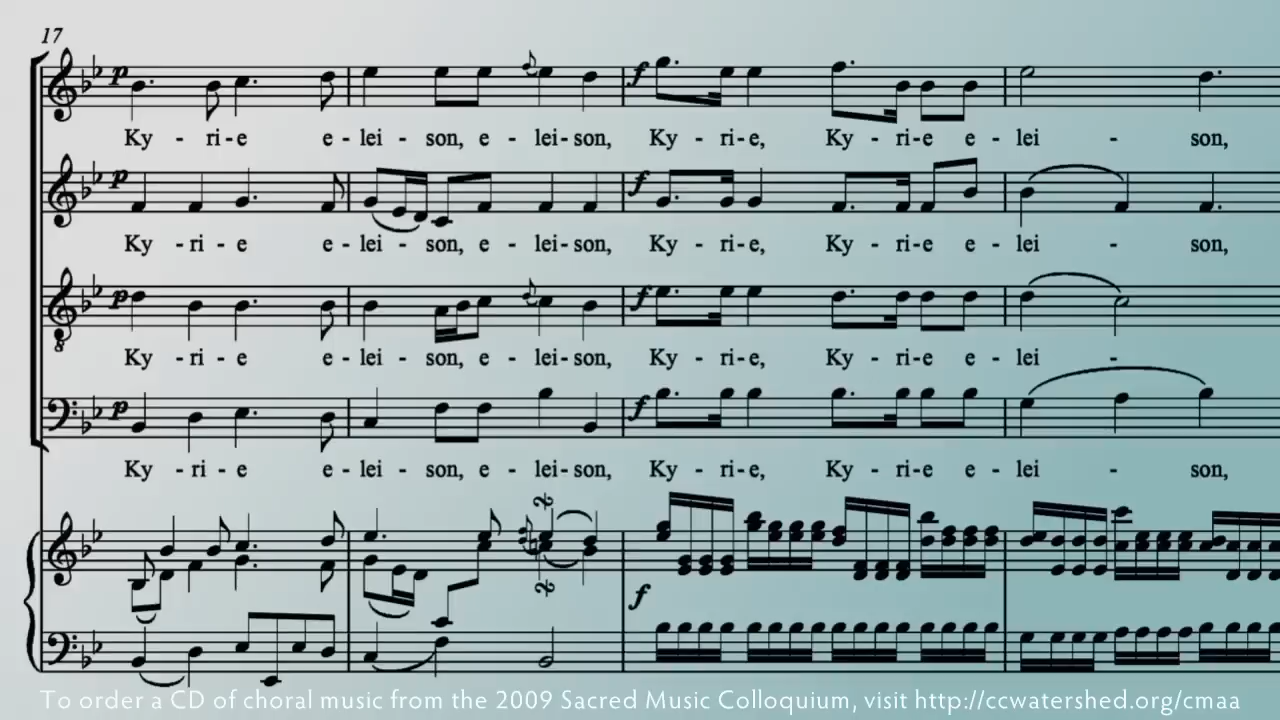 17
p
Ky - ri-e e-lei - son, e - lei-son, Ky - ri-e, Ky - ri-e e - lei - son,
p
f
Ky - ri - e e-lei - son, e - lei-son, Ky - ri-e, Ky - ri-e e - lei - son,
p
f
Ky - ri - e e-lei - son, e - lei-son, Ky - ri-e, Ky - ri-e e - lei -
8
p
f
Ky - ri - e e-lei - son, e - lei-son, Ky - ri-e, Ky - ri-e e - lei - son,
f
To order a CD of choral music from the 2009 Sacred Music Colloquium, visit http://ccwatershed.org/cmaa